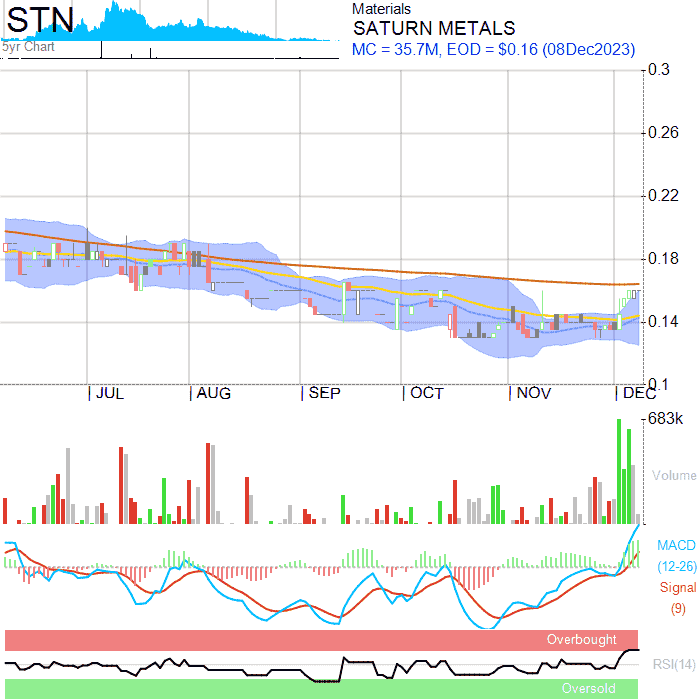 STN
5yr Chart
Materials
SATURN METALS
MC = 35.7M, EOD = $0.16 (08Dec2023)
0.3
0.26
0.22
0.18
0.14
0.1
JUL
AUG
SEP
OCT
NOV
DEC
683k
Volume
MACD
(12-26)
Signal
(9)
Overbought
RSI(14)
Oversold